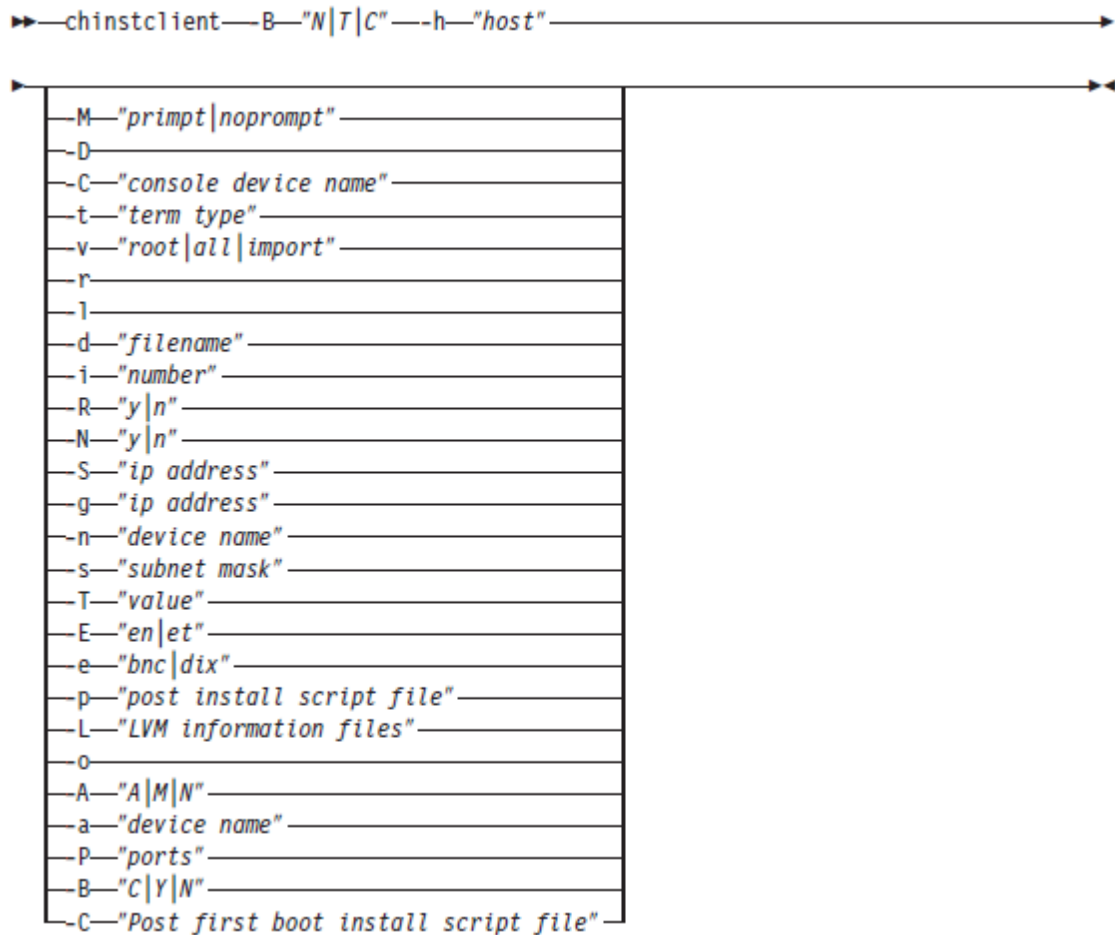 chinstclient -B "N|T|C" -h "host"
-M "primpt|noprompt"
-D
-C "console device name"
-t "term type"
-v "root|all|import"
-r
-l
-d "filename"
-i "number"
-R "y|n"
-N "y|n"
-S "ip address"
-g "ip address"
-n "device name"
-s "subnet mask"
-T "value"
-E "en|et"
-e "bnc|dix"
-p "post install script file"
-L "LVM information files"
-o
-A "A|M|N"
-a "device name"
-P "ports"
-B "C|Y|N"
-C "Post first boot install script file"